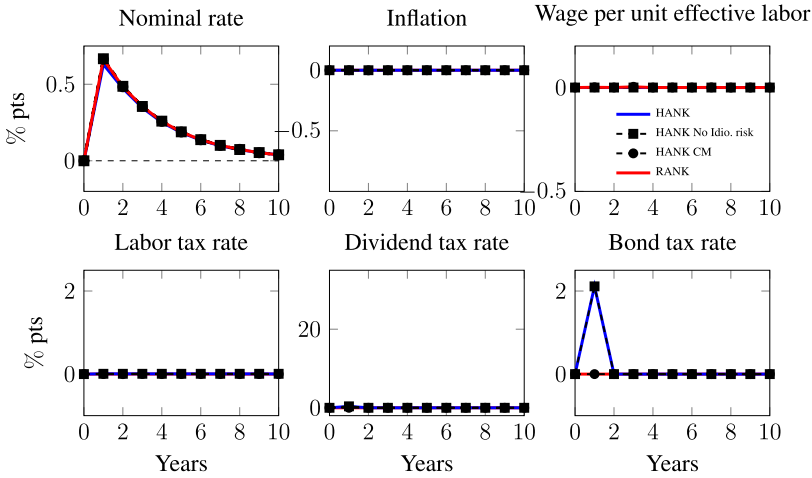 Nominal rate
Inflation
Wage per unit effective labor
% pts
0.5
0
0 2 4 6 8 10
0
−0.5
0 2 4 6 8 10
0
−0.5
0 2 4 6 8 10
HANK
HANK No Idio. risk
HANK CM
RANK
Labor tax rate
Dividend tax rate
Bond tax rate
% pts
2
0
0 2 4 6 8 10
Years
20
0
0 2 4 6 8 10
Years
2
0
0 2 4 6 8 10
Years